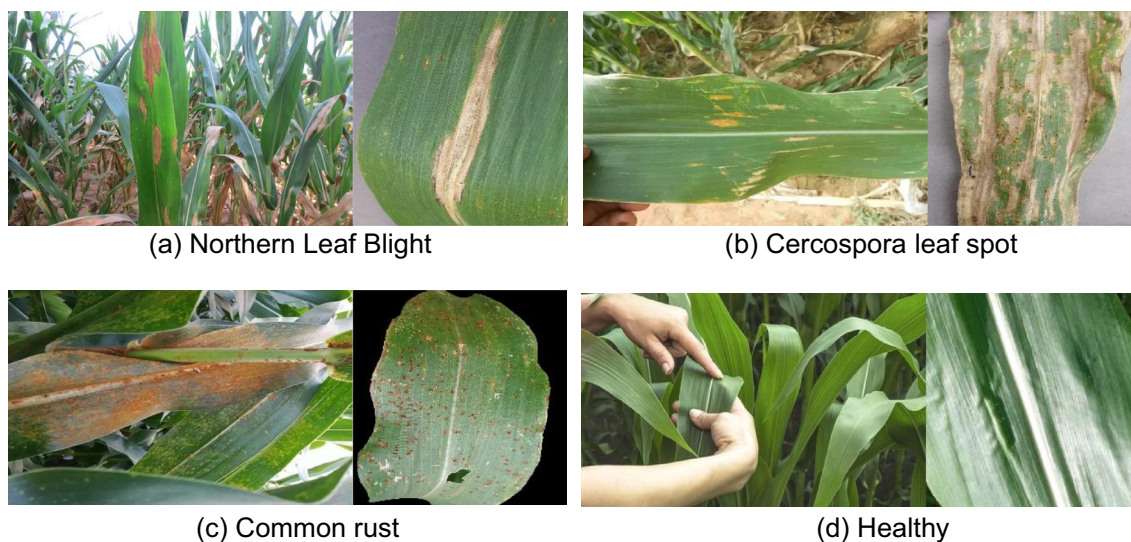 (a) Northern Leaf Blight
(b) Cercospora leaf spot
(c) Common rust
(d) Healthy